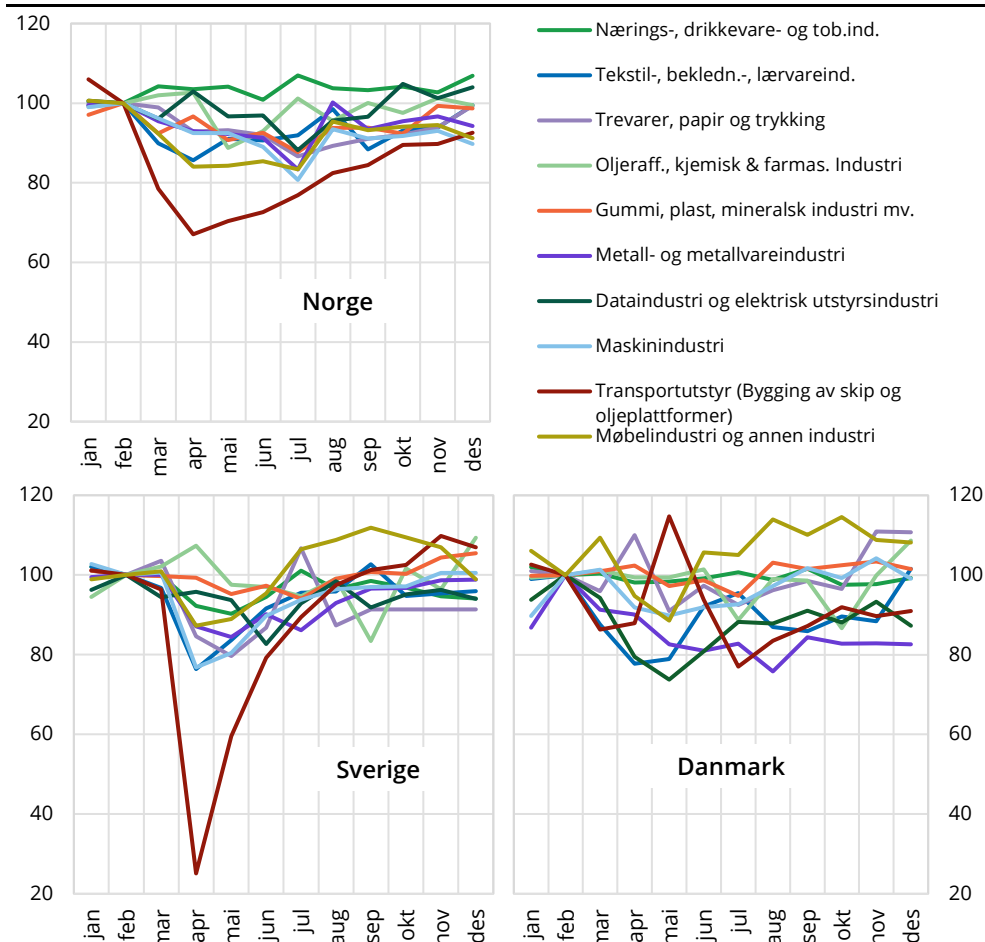 120
100
80
60
40
20
Norge
jan
feb
mar
apr
mai
jun
jul
aug
sep
okt
nov
des
Nærings-, drikkevare- og tob.ind.
Tekstil-, bekledn.-, lærvareind.
Trevarer, papir og trykking
Oljeraff., kjemisk & farmas. Industri
Gummi, plast, mineralsk industri mv.
Metall- og metallvareindustri
Dataindustri og elektrisk utstyrsindustri
Maskinindustri
Transportutstyr (Bygging av skip og
oljeplattformer)
Møbelindustri og annen industri
120
100
80
60
40
20
Sverige
jan
feb
mar
apr
mai
jun
jul
aug
sep
okt
nov
des
Danmark
120
100
80
60
40
20
jan
feb
mar
apr
mai
jun
jul
aug
sep
okt
nov
des